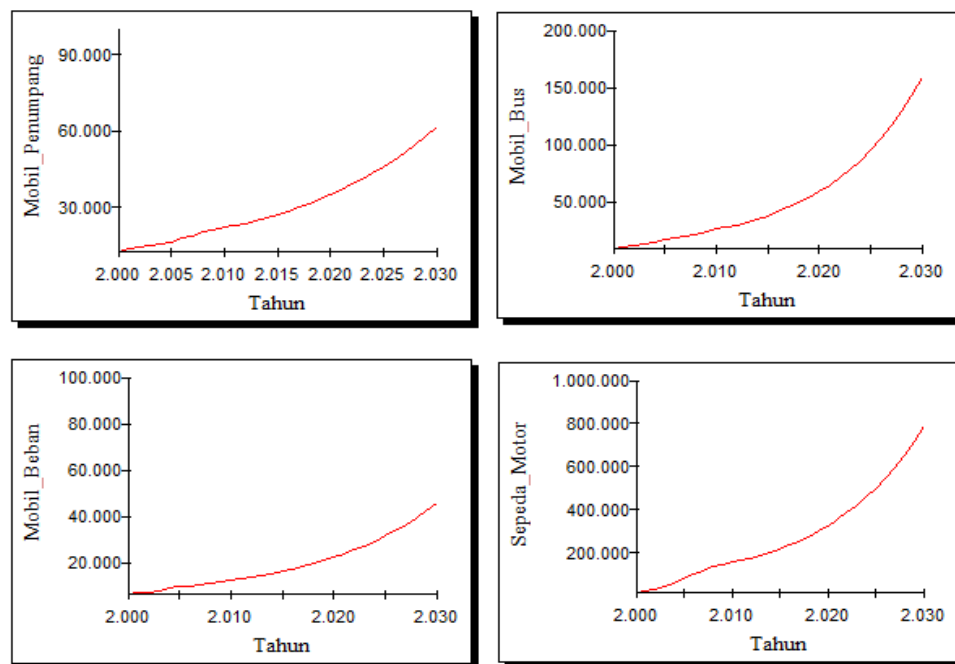 Mobil_Penumpang
90.000
60.000
30.000
2.000 2.005 2.010 2.015 2.020 2.025 2.030
Tahun
Mobil_Bus
200.000
150.000
100.000
50.000
2.000 2.010 2.020 2.030
Tahun
Mobil_Beban
100.000
80.000
60.000
40.000
20.000
2.000 2.010 2.020 2.030
Tahun
Sepeda_Motor
1.000.000
800.000
600.000
400.000
200.000
2.000 2.010 2.020 2.030
Tahun